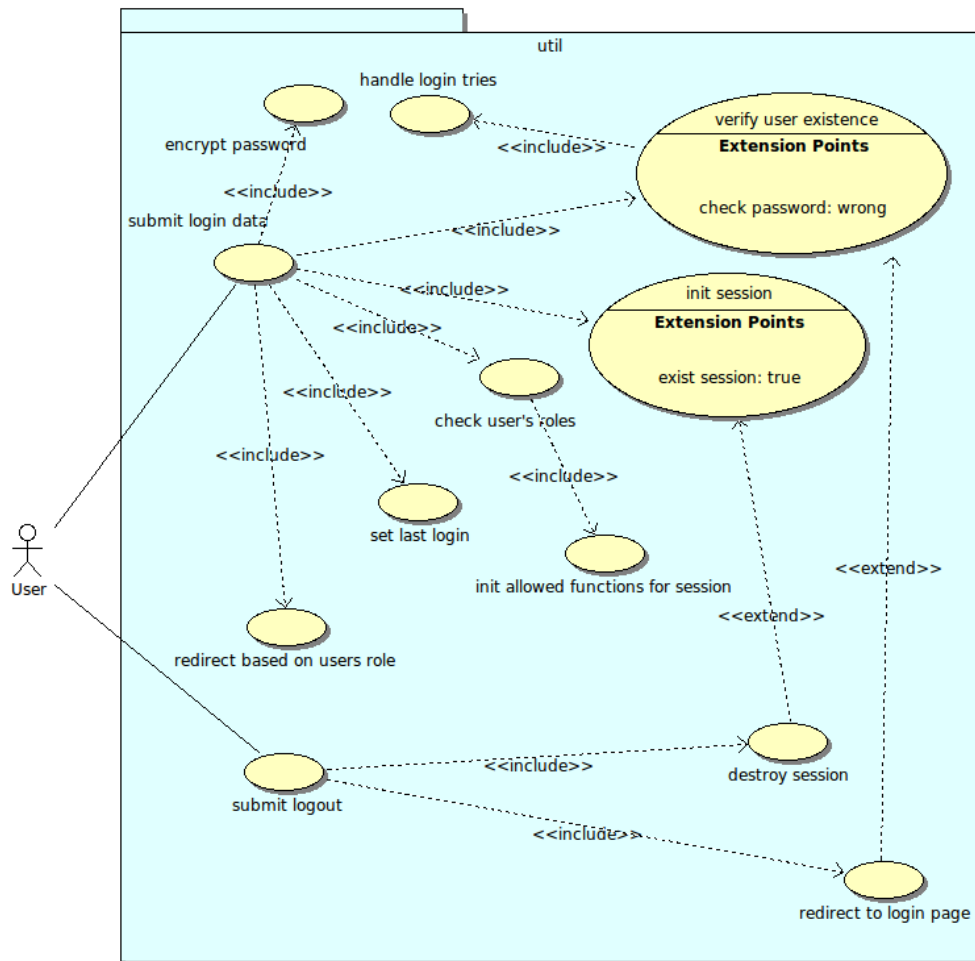 util
handle login tries
verify user existence
Extension Points
encrypt password
<<include>>
<<include>>
check password: wrong
submit login data
<<include>>
<<include>>
init session
Extension Points
<<include>>
exist session: true
<<include>>
check user's roles
<<include>>
<<include>>
set last login
User
init allowed functions for session
<<extend>>
<<extend>>
redirect based on users role
destroy session
<<include>>
submit logout
<<include>>
redirect to login page